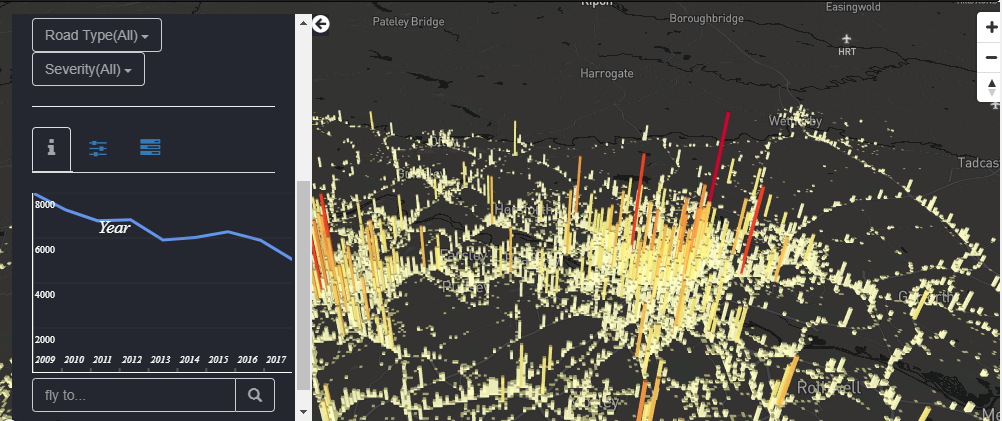 Road Type(All)
Severity(All)
8000
Year
6000
4000
2000
2009 2010 2011 2012 2013 2014 2015 2016 2017
fly to...
Ripon
Pateley Bridge
Boroughbridge
Easingwold
HRT
Harrogate
Wetherby
Tadcas
Rothwell
Me